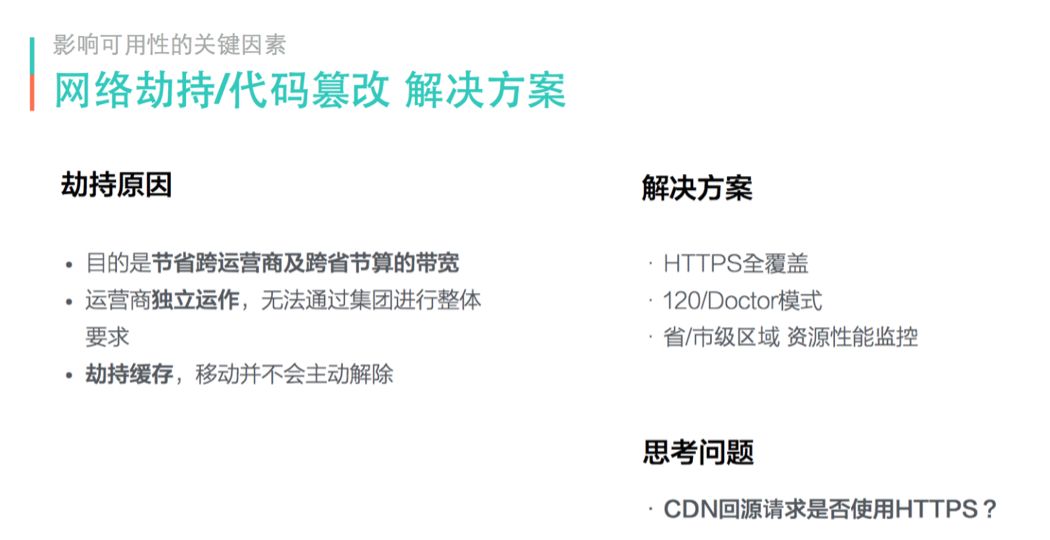 影响可用性的关键因素
网络劫持/代码篡改 解决方案
劫持原因
• 目的是节省跨运营商及跨省节算的带宽
• 运营商独立运作，无法通过集团进行整体
要求
• 劫持缓存，移动并不会主动解除
解决方案
· HTTPS全覆盖
· 120/Doctor模式
· 省/市级区域 资源性能监控
思考问题
· CDN回源请求是否使用HTTPS？